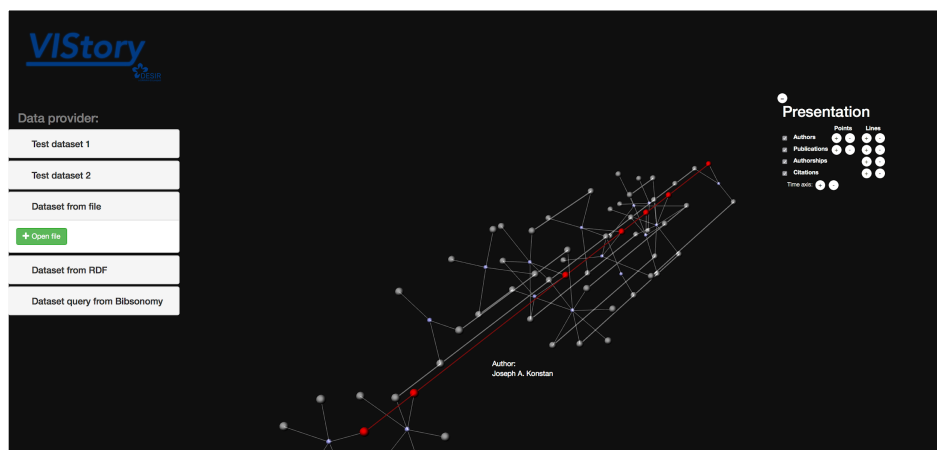 VIStory
DESIR
Data provider:
Test dataset 1
Test dataset 2
Dataset from file
+ Open file
Dataset from RDF
Dataset query from Bibsonomy
Author:
Joseph A. Konstan
-
Presentation
Points Lines
Authors + - + -
Publications + - + -
Authorships + -
Citations + -
Time axis: + -